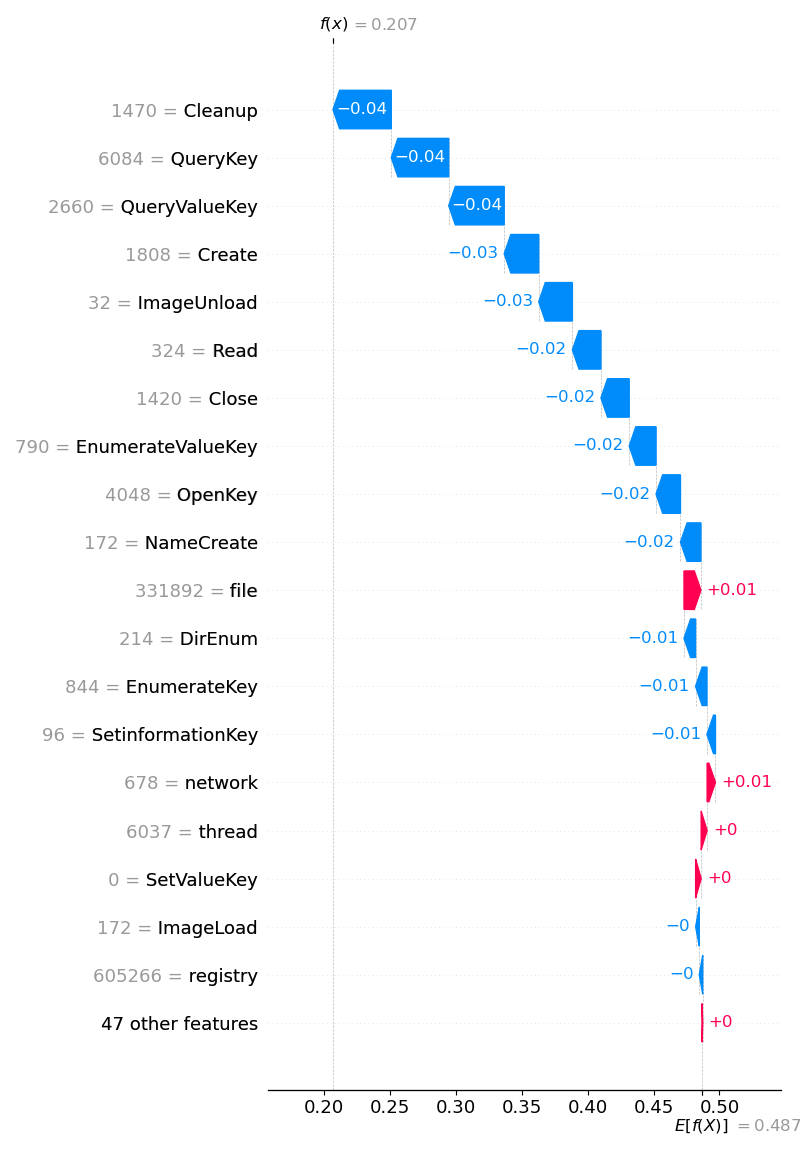 f(x) = 0.207
1470 = Cleanup −0.04
6084 = QueryKey −0.04
2660 = QueryValueKey −0.04
1808 = Create −0.03
32 = ImageUnload −0.03
324 = Read −0.02
1420 = Close −0.02
790 = EnumerateValueKey −0.02
4048 = OpenKey −0.02
172 = NameCreate −0.02
331892 = file +0.01
214 = DirEnum −0.01
844 = EnumerateKey −0.01
96 = SetinformationKey −0.01
678 = network +0.01
6037 = thread +0
0 = SetValueKey +0
172 = ImageLoad −0
605266 = registry −0
47 other features +0
0.20 0.25 0.30 0.35 0.40 0.45 0.50
E[f(X)] = 0.487